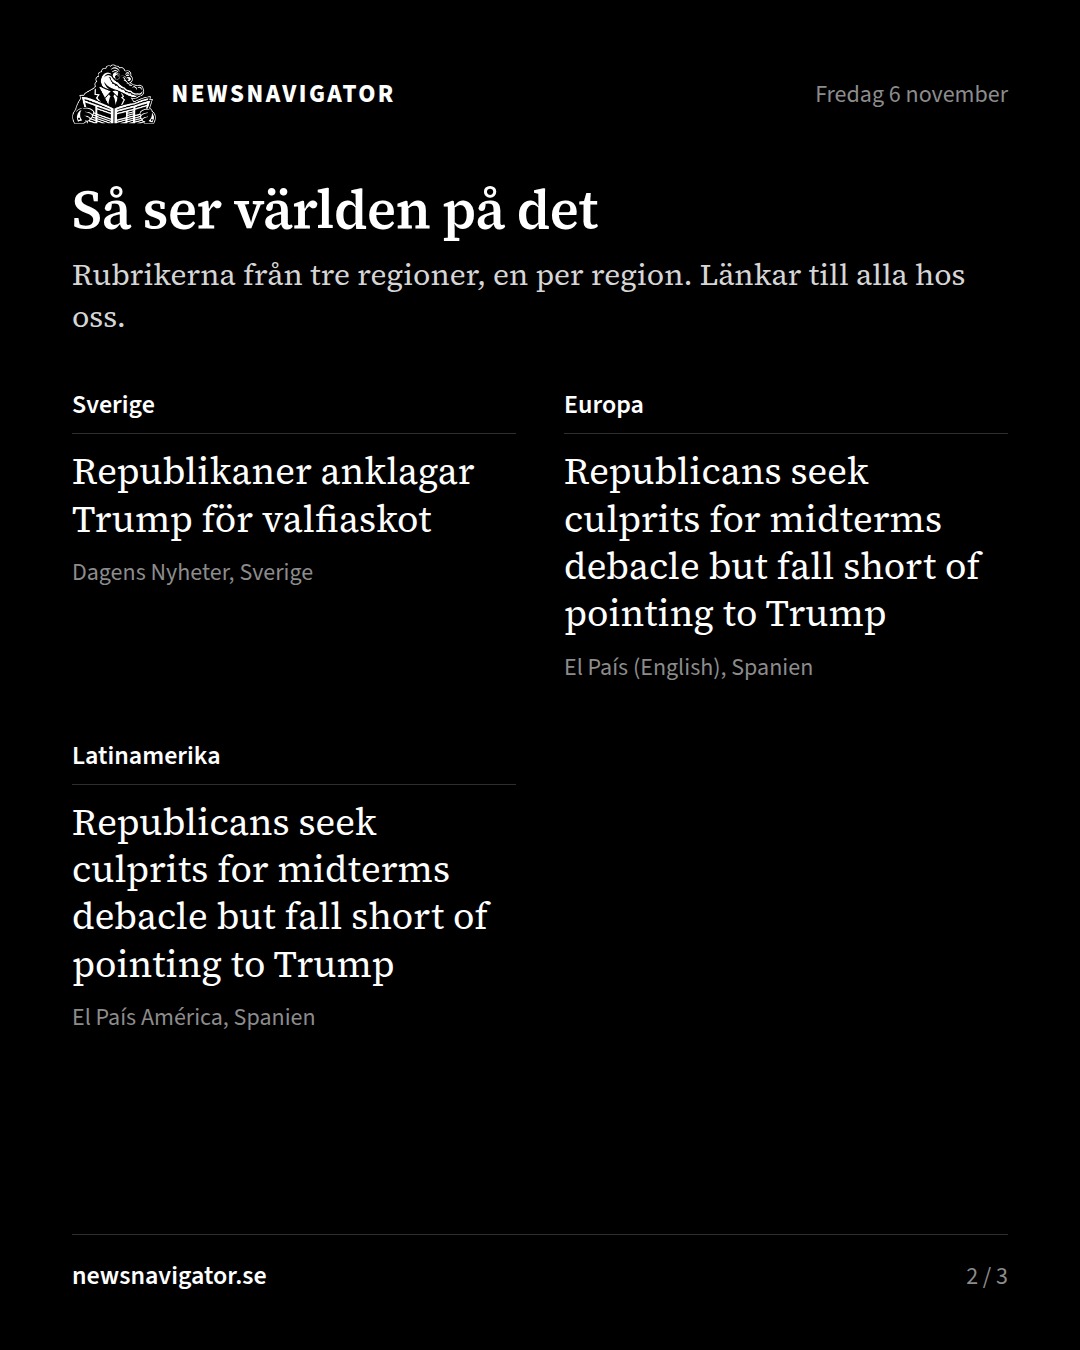 NEWSNAVIGATOR
Fredag 6 november
Så ser världen på det
Rubrikerna från tre regioner, en per region. Länkar till alla hos
oss.
Sverige
Republikaner anklagar
Trump för valfiaskot
Dagens Nyheter, Sverige
Europa
Republicans seek
culprits for midterms
debacle but fall short of
pointing to Trump
El País (English), Spanien
Latinamerika
Republicans seek
culprits for midterms
debacle but fall short of
pointing to Trump
El País América, Spanien
newsnavigator.se
2 / 3